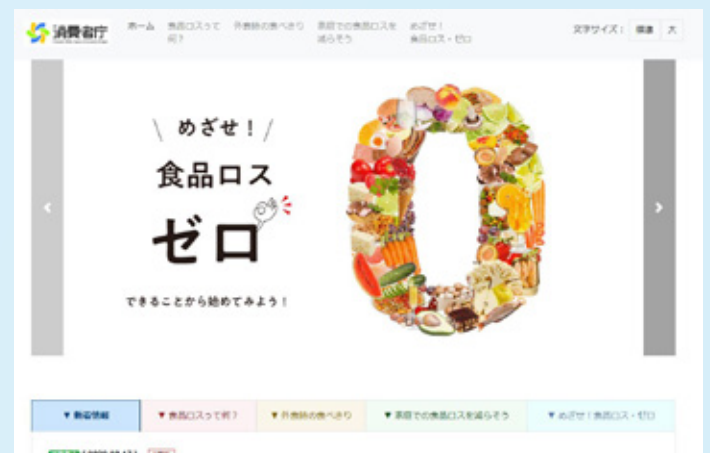 消費者庁
ホーム
食品ロスって
何？
外食時の食べきり
家庭での食品ロスを
減らそう
めざせ！
食品ロス・ゼロ
文字サイズ：
標準
大
\ めざせ！ /
食品ロス
ゼロ
できることから始めてみよう！
▼ 新着情報
▼ 食品ロスって何？
▼ 外食時の食べきり
▼ 家庭での食品ロスを減らそう
▼ めざせ！食品ロス・ゼロ